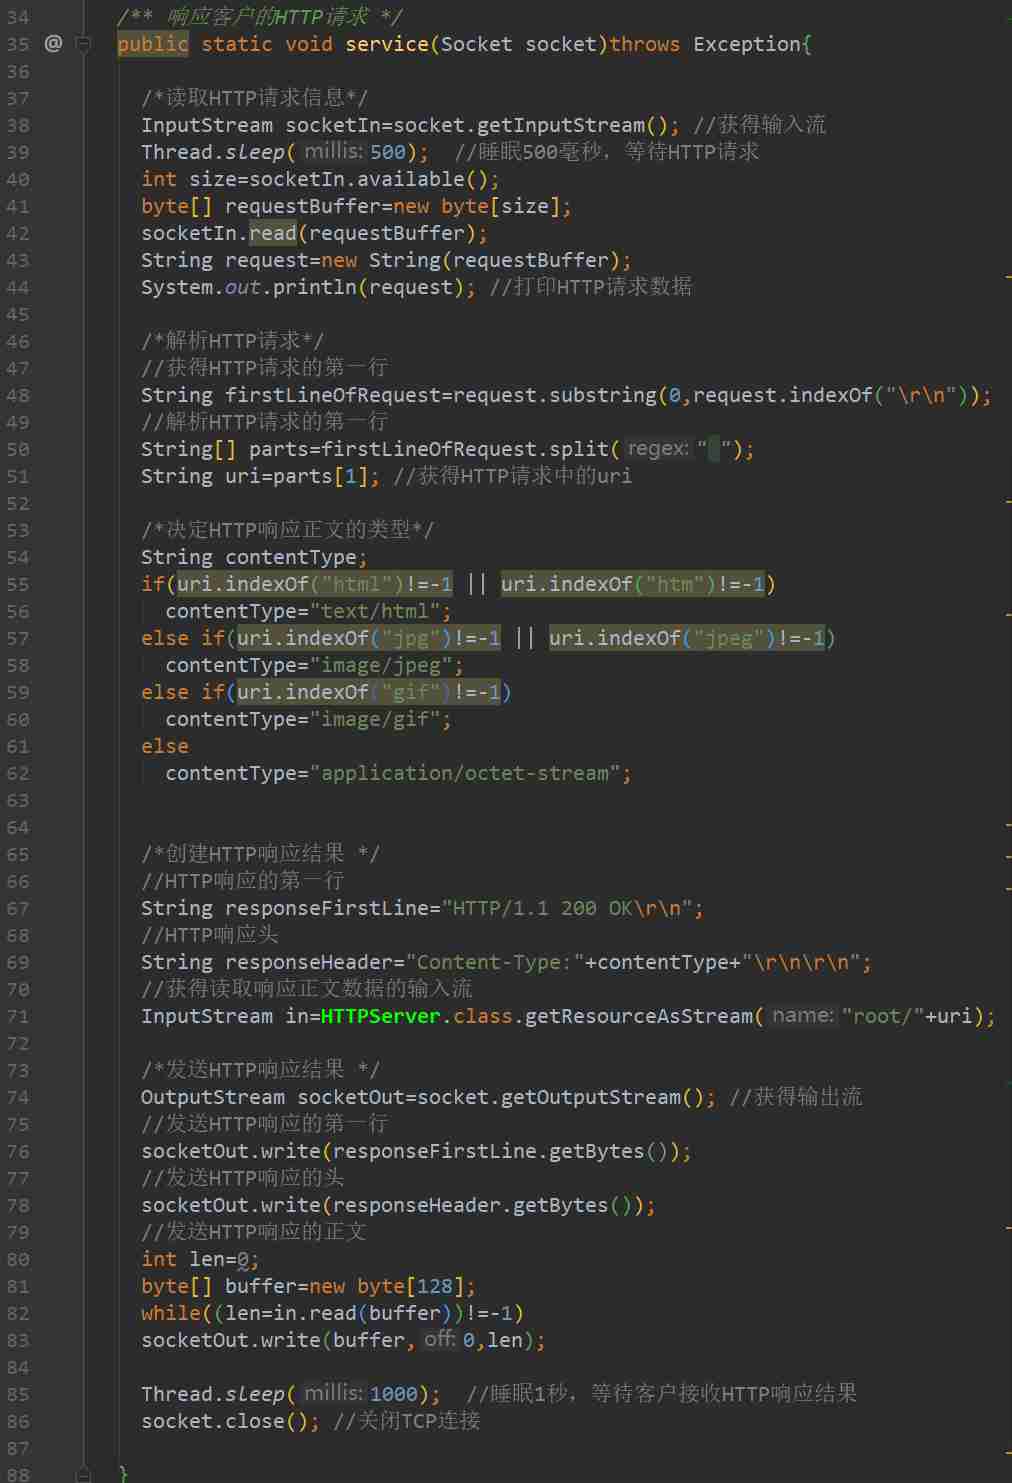 34 /** 响应客户的HTTP请求 */
35 @ public static void service(Socket socket)throws Exception{
36
37 /*读取HTTP请求信息*/
38 InputStream socketIn=socket.getInputStream(); //获得输入流
39 Thread.sleep( millis: 500); //睡眠500毫秒，等待HTTP请求
40 int size=socketIn.available();
41 byte[] requestBuffer=new byte[size];
42 socketIn.read(requestBuffer);
43 String request=new String(requestBuffer);
44 System.out.println(request); //打印HTTP请求数据
45
46 /*解析HTTP请求*/
47 //获得HTTP请求的第一行
48 String firstLineOfRequest=request.substring(0,request.indexOf("\r\n"));
49 //解析HTTP请求的第一行
50 String[] parts=firstLineOfRequest.split( regex: " ");
51 String uri=parts[1]; //获得HTTP请求中的uri
52
53 /*决定HTTP响应正文的类型*/
54 String contentType;
55 if(uri.indexOf("html")!=-1 || uri.indexOf("htm")!=-1)
56 contentType="text/html";
57 else if(uri.indexOf("jpg")!=-1 || uri.indexOf("jpeg")!=-1)
58 contentType="image/jpeg";
59 else if(uri.indexOf("gif")!=-1)
60 contentType="image/gif";
61 else
62 contentType="application/octet-stream";
63
64
65 /*创建HTTP响应结果 */
66 //HTTP响应的第一行
67 String responseFirstLine="HTTP/1.1 200 OK\r\n";
68 //HTTP响应头
69 String responseHeader="Content-Type:"+contentType+"\r\n\r\n";
70 //获得读取响应正文数据的输入流
71 InputStream in=HTTPServer.class.getResourceAsStream( name: "root/"+uri);
72
73 /*发送HTTP响应结果 */
74 OutputStream socketOut=socket.getOutputStream(); //获得输出流
75 //发送HTTP响应的第一行
76 socketOut.write(responseFirstLine.getBytes());
77 //发送HTTP响应的头
78 socketOut.write(responseHeader.getBytes());
79 //发送HTTP响应的正文
80 int len=0;
81 byte[] buffer=new byte[128];
82 while((len=in.read(buffer))!=-1)
83 socketOut.write(buffer, off: 0,len);
84
85 Thread.sleep( millis: 1000); //睡眠1秒，等待客户接收HTTP响应结果
86 socket.close(); //关闭TCP连接
87
88 }